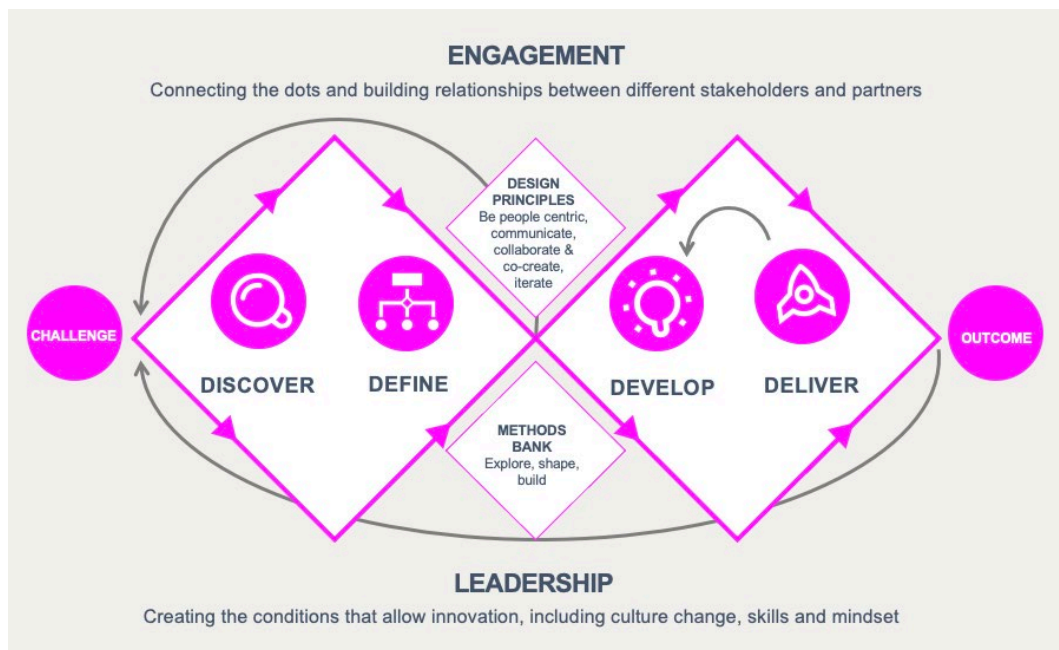 ENGAGEMENT
Connecting the dots and building relationships between different stakeholders and partners
DESIGN
PRINCIPLES
Be people centric,
communicate,
collaborate &
co-create,
iterate
CHALLENGE
DISCOVER
DEFINE
DEVELOP
DELIVER
OUTCOME
METHODS
BANK
Explore, shape,
build
LEADERSHIP
Creating the conditions that allow innovation, including culture change, skills and mindset